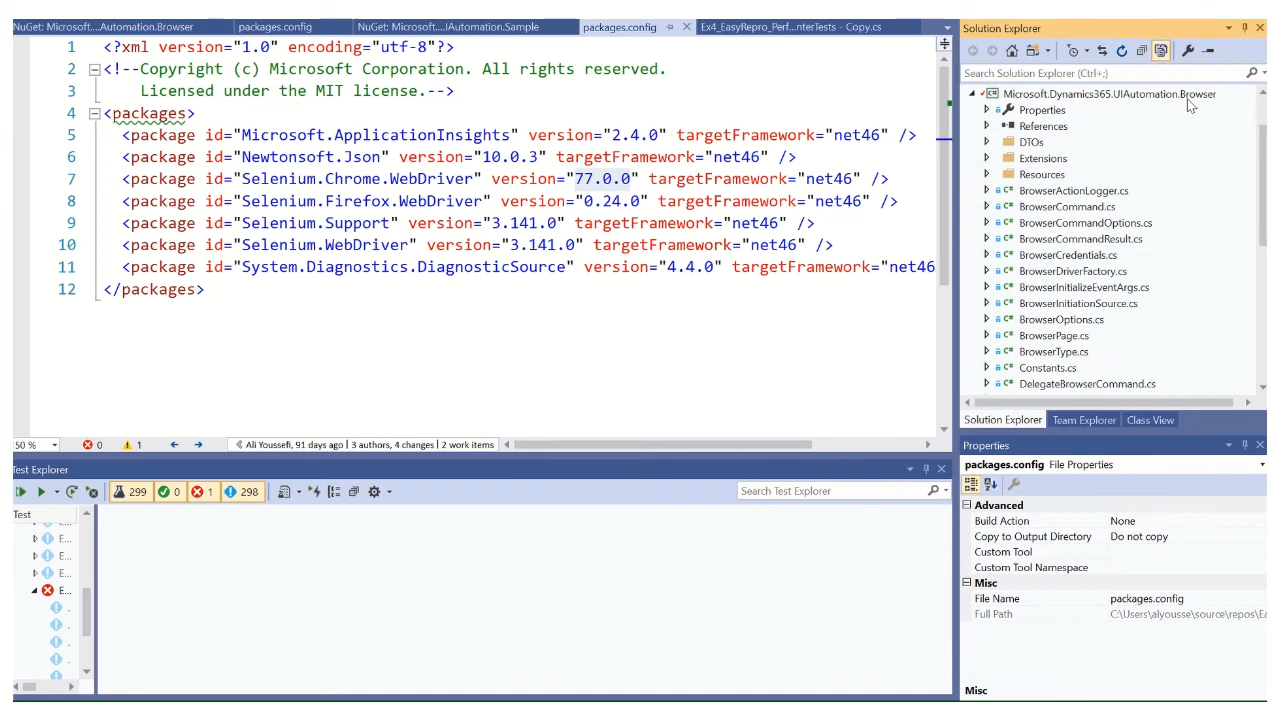 NuGet: Microsoft....Automation.Browser
packages.config
NuGet: Microsoft....IAutomation.Sample
packages.config
Ex4_EasyRepro_Perf...nterTests - Copy.cs
1 <?xml version="1.0" encoding="utf-8"?>
2 <!--Copyright (c) Microsoft Corporation. All rights reserved.
3 Licensed under the MIT license.-->
4 <packages>
5 <package id="Microsoft.ApplicationInsights" version="2.4.0" targetFramework="net46" />
6 <package id="Newtonsoft.Json" version="10.0.3" targetFramework="net46" />
7 <package id="Selenium.Chrome.WebDriver" version="77.0.0" targetFramework="net46" />
8 <package id="Selenium.Firefox.WebDriver" version="0.24.0" targetFramework="net46" />
9 <package id="Selenium.Support" version="3.141.0" targetFramework="net46" />
10 <package id="Selenium.WebDriver" version="3.141.0" targetFramework="net46" />
11 <package id="System.Diagnostics.DiagnosticSource" version="4.4.0" targetFramework="net46
12 </packages>
50 % 0 1 Ali Youssefi, 91 days ago | 3 authors, 4 changes | 2 work items
Test Explorer
299 0 1 298
Search Test Explorer
Test
E...
E...
E...
E...
Solution Explorer
Search Solution Explorer (Ctrl+;)
Microsoft.Dynamics365.UIAutomation.Browser
Properties
References
DTOs
Extensions
Resources
C# BrowserActionLogger.cs
C# BrowserCommand.cs
C# BrowserCommandOptions.cs
C# BrowserCommandResult.cs
C# BrowserCredentials.cs
C# BrowserDriverFactory.cs
C# BrowserInitializeEventArgs.cs
C# BrowserInitiationSource.cs
C# BrowserOptions.cs
C# BrowserPage.cs
C# BrowserType.cs
C# Constants.cs
C# DelegateBrowserCommand.cs
Solution Explorer Team Explorer Class View
Properties
packages.config File Properties
Advanced
Build Action None
Copy to Output Directory Do not copy
Custom Tool
Custom Tool Namespace
Misc
File Name packages.config
Full Path C:\Users\alyousse\source\repos\Ea
Misc